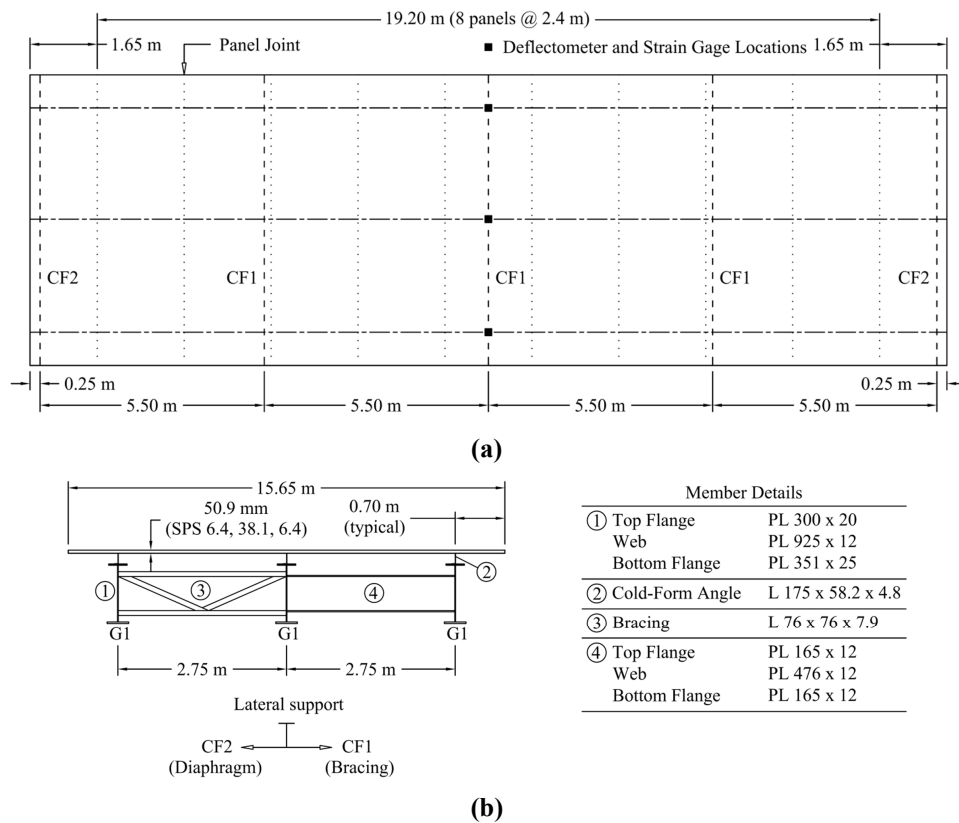 19.20 m (8 panels @ 2.4 m)
1.65 m
Panel Joint
Deflectometer and Strain Gage Locations
1.65 m
CF2
CF1
CF1
CF1
CF2
0.25 m
0.25 m
5.50 m
5.50 m
5.50 m
5.50 m
(a)
15.65 m
50.9 mm
(SPS 6.4, 38.1, 6.4)
0.70 m
(typical)
1
3
4
2
G1
G1
G1
2.75 m
2.75 m
Lateral support
CF2
(Diaphragm)
CF1
(Bracing)
Member Details
1 Top Flange PL 300 x 20
Web PL 925 x 12
Bottom Flange PL 351 x 25
2 Cold-Form Angle L 175 x 58.2 x 4.8
3 Bracing L 76 x 76 x 7.9
4 Top Flange PL 165 x 12
Web PL 476 x 12
Bottom Flange PL 165 x 12
(b)